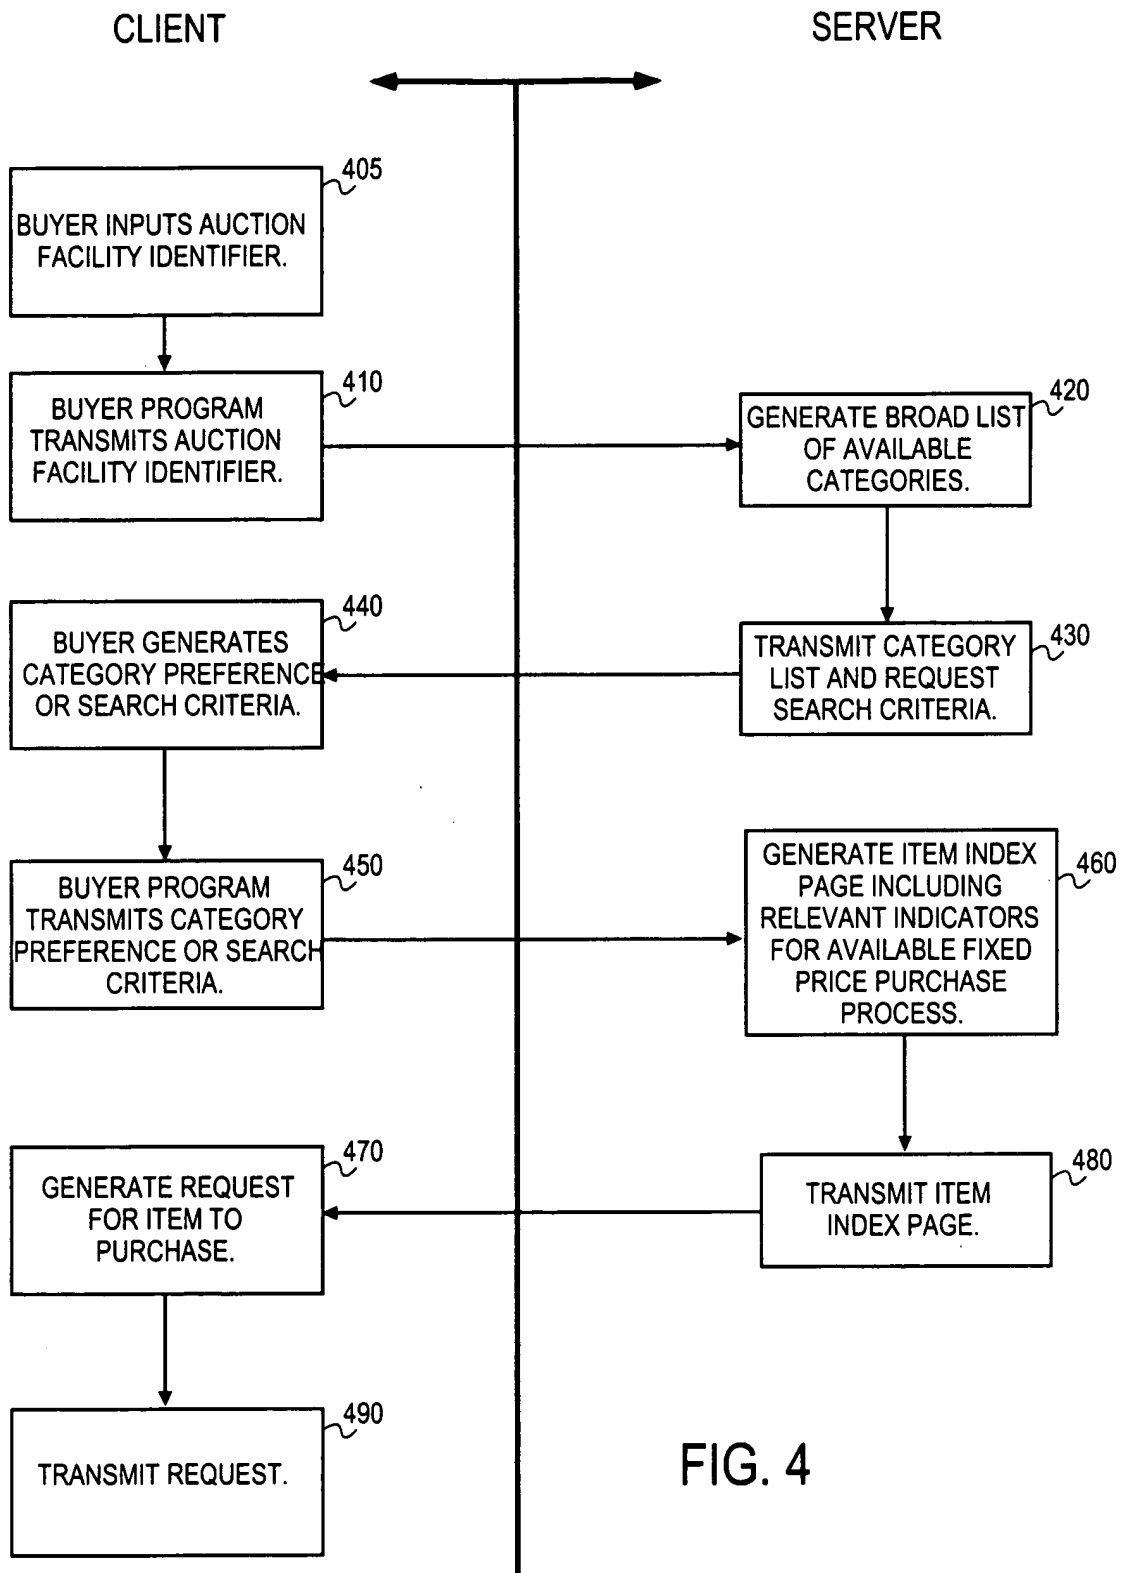 CLIENT
SERVER
405
BUYER INPUTS AUCTION
FACILITY IDENTIFIER.
410
BUYER PROGRAM
TRANSMITS AUCTION
FACILITY IDENTIFIER.
420
GENERATE BROAD LIST
OF AVAILABLE
CATEGORIES.
440
BUYER GENERATES
CATEGORY PREFERENCE
OR SEARCH CRITERIA.
430
TRANSMIT CATEGORY
LIST AND REQUEST
SEARCH CRITERIA.
450
BUYER PROGRAM
TRANSMITS CATEGORY
PREFERENCE OR SEARCH
CRITERIA.
460
GENERATE ITEM INDEX
PAGE INCLUDING
RELEVANT INDICATORS
FOR AVAILABLE FIXED
PRICE PURCHASE
PROCESS.
470
GENERATE REQUEST
FOR ITEM TO
PURCHASE.
480
TRANSMIT ITEM
INDEX PAGE.
490
TRANSMIT REQUEST.
FIG. 4